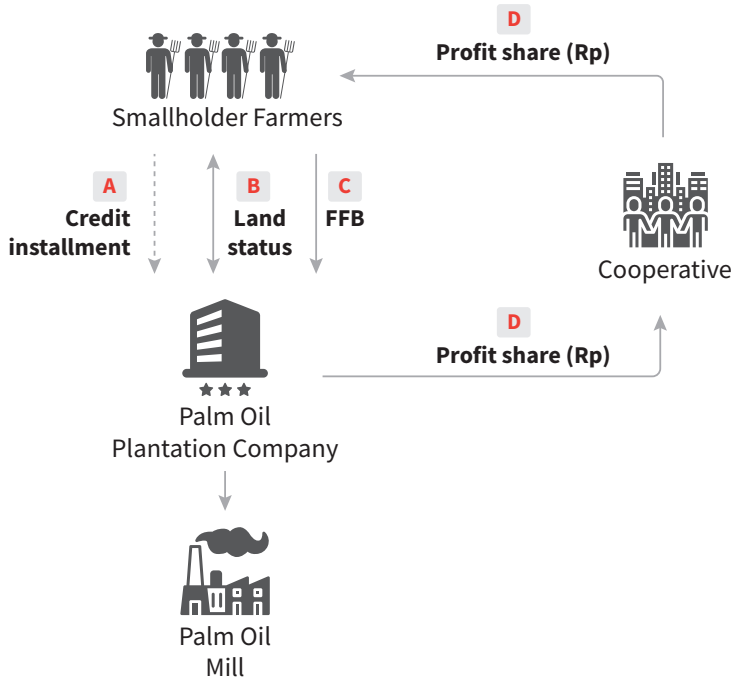 D
Profit share (Rp)
Smallholder Farmers
A
Credit
installment
B
Land
status
C
FFB
Cooperative
D
Profit share (Rp)
Palm Oil
Plantation Company
Palm Oil
Mill